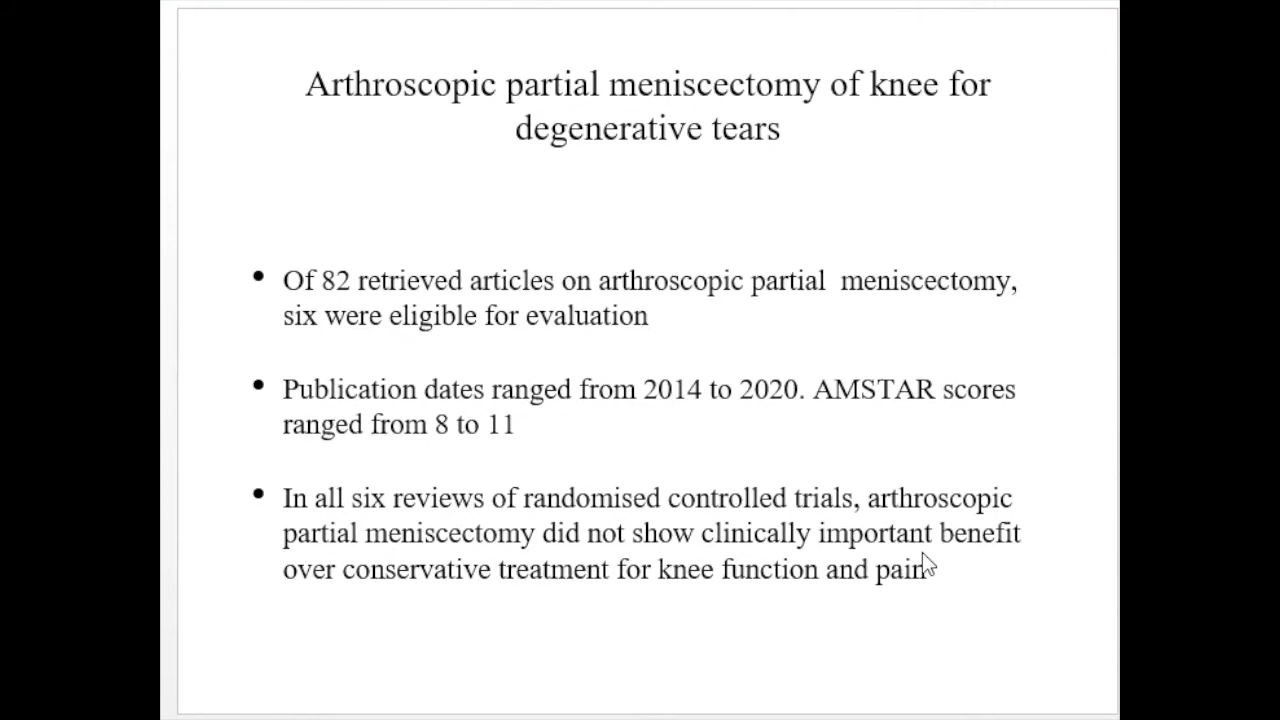 Arthroscopic partial meniscectomy of knee for
degenerative tears
• Of 82 retrieved articles on arthroscopic partial  meniscectomy,
six were eligible for evaluation
• Publication dates ranged from 2014 to 2020. AMSTAR scores
ranged from 8 to 11
• In all six reviews of randomised controlled trials, arthroscopic
partial meniscectomy did not show clinically important benefit
over conservative treatment for knee function and pain